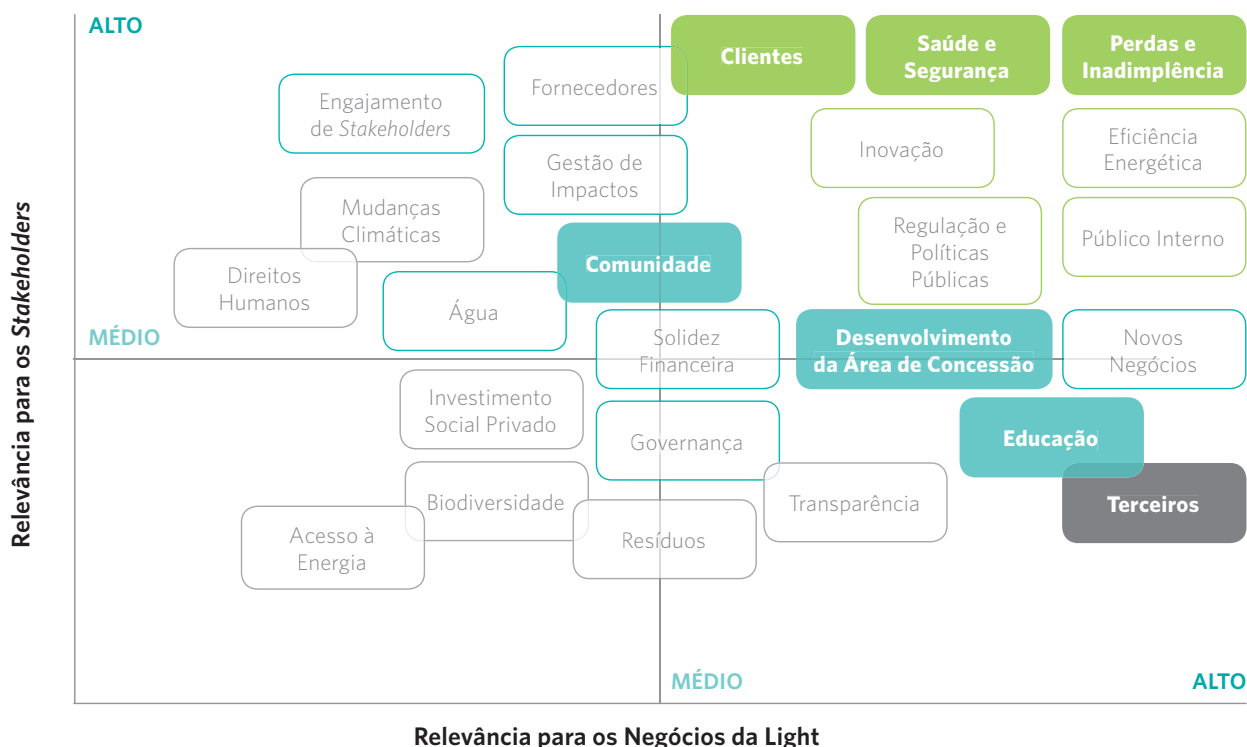 ALTO
Clientes
Saúde e
Segurança
Perdas e
Inadimplência
Fornecedores
Engajamento
de Stakeholders
Inovação
Eficiência
Energética
Gestão de
Impactos
Mudanças
Climáticas
Regulação e
Políticas
Públicas
Público Interno
Comunidade
Direitos
Humanos
Água
MÉDIO
Solidez
Financeira
Desenvolvimento
da Área de Concessão
Novos
Negócios
Investimento
Social Privado
Governança
Educação
Biodiversidade
Transparência
Terceiros
Acesso à
Energia
Resíduos
MÉDIO
ALTO
Relevância para os Stakeholders
Relevância para os Negócios da Light